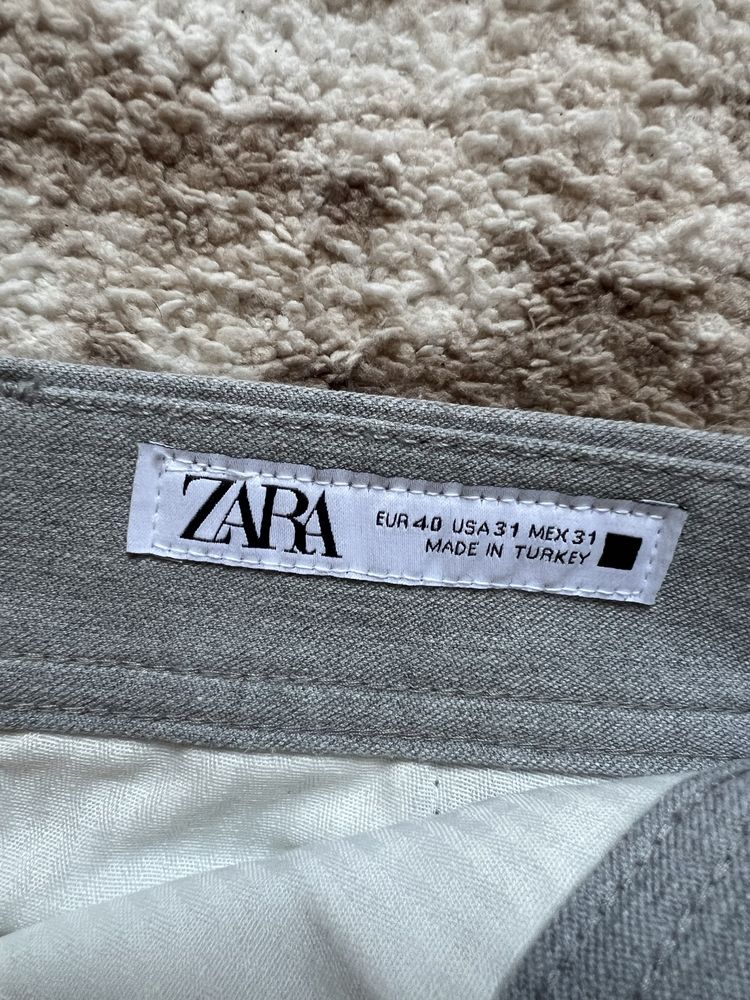 ZARA
EUR 40 USA 31 MEX 31
MADE IN TURKEY